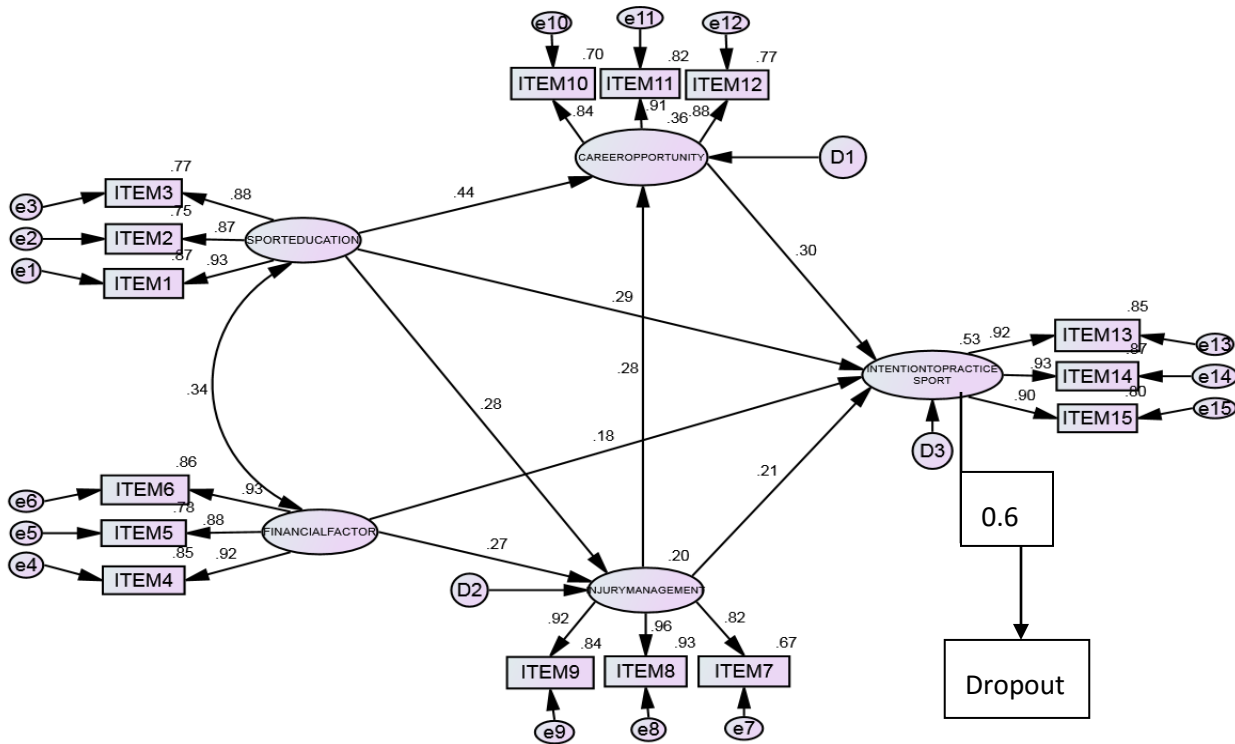 e10
e11
e12
.70
.82
.77
ITEM10
ITEM11
ITEM12
.84
.91
.36
.88
CAREEROPPORTUNITY
D1
.77
e3
ITEM3
.88
.75
e2
ITEM2
.87
.87
e1
ITEM1
.93
SPORTEDUCATION
.44
.30
.29
.34
.28
.28
.18
.21
.85
.53
.92
ITEM13
e13
.87
.93
ITEM14
e14
.80
.90
ITEM15
e15
INTENTIONTOPRACTICE
SPORT
D3
.86
e6
ITEM6
.93
.78
e5
ITEM5
.88
.85
e4
ITEM4
.92
FINANCIALFACTOR
.27
.20
D2
NJURYMANAGEMENT
0.6
.92
.96
.82
.84
.93
.67
ITEM9
ITEM8
ITEM7
e9
e8
e7
Dropout